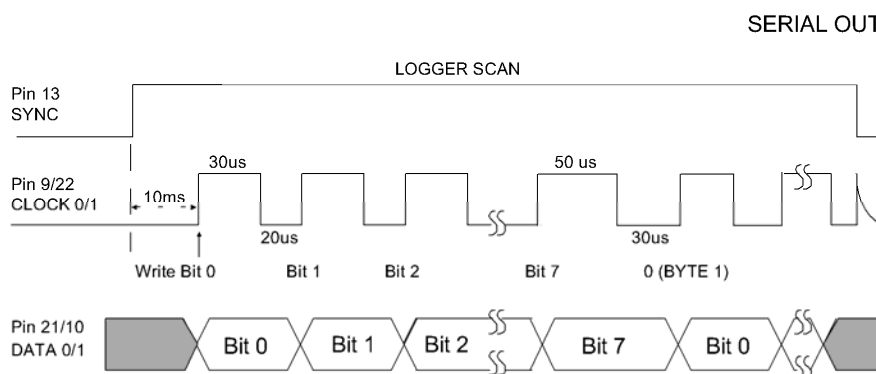 SERIAL OUT
LOGGER SCAN
Pin 13
SYNC
30us
50 us
Pin 9/22
CLOCK 0/1
10ms
20us
30us
Write Bit 0
Bit 1
Bit 2
Bit 7
0 (BYTE 1)
Pin 21/10
DATA 0/1
Bit 0
Bit 1
Bit 2
Bit 7
Bit 0